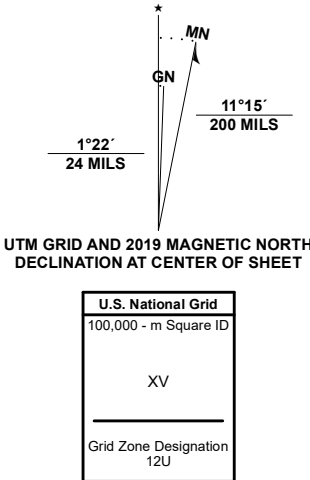 ★
MN
GN
11°15´
200 MILS
1°22´
24 MILS
UTM GRID AND 2019 MAGNETIC NORTH
DECLINATION AT CENTER OF SHEET
U.S. National Grid
100,000 - m Square ID
XV
Grid Zone Designation
12U